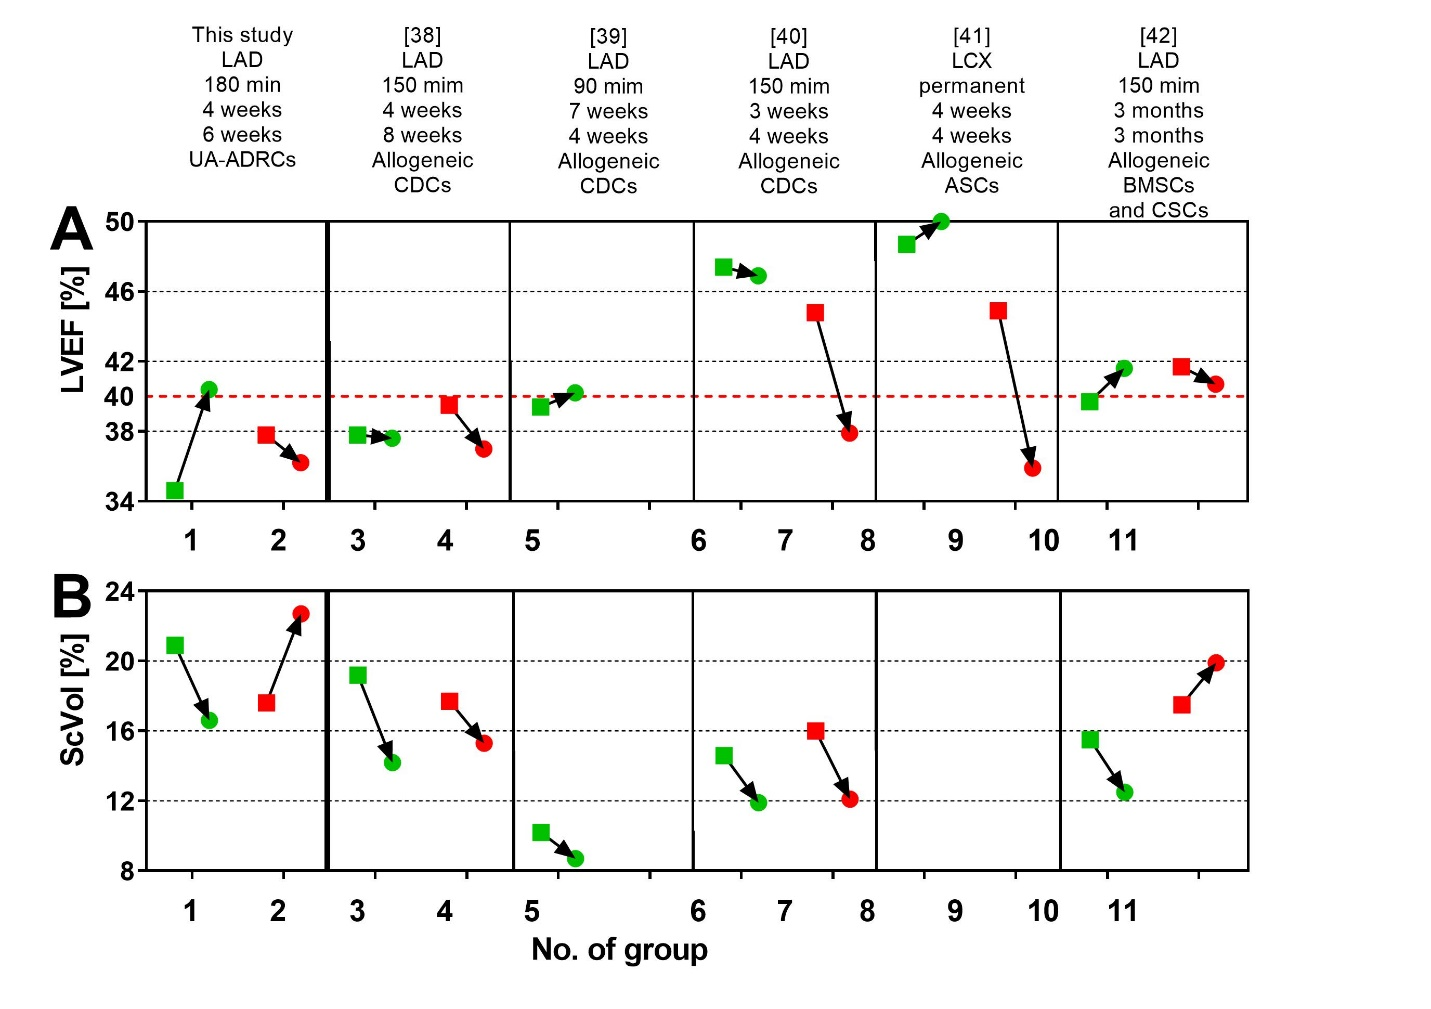 This study
LAD
180 min
4 weeks
6 weeks
UA-ADRCs
[38]
LAD
150 mim
4 weeks
8 weeks
Allogeneic
CDCs
[39]
LAD
90 mim
7 weeks
4 weeks
Allogeneic
CDCs
[40]
LAD
150 mim
3 weeks
4 weeks
Allogeneic
CDCs
[41]
LCX
permanent
4 weeks
4 weeks
Allogeneic
ASCs
[42]
LAD
150 mim
3 months
3 months
Allogeneic
BMSCs
and CSCs
A
LVEF [%]
50
46
42
40
38
34
1 2 3 4 5 6 7 8 9 10 11
B
ScVol [%]
24
20
16
12
8
1 2 3 4 5 6 7 8 9 10 11
No. of group